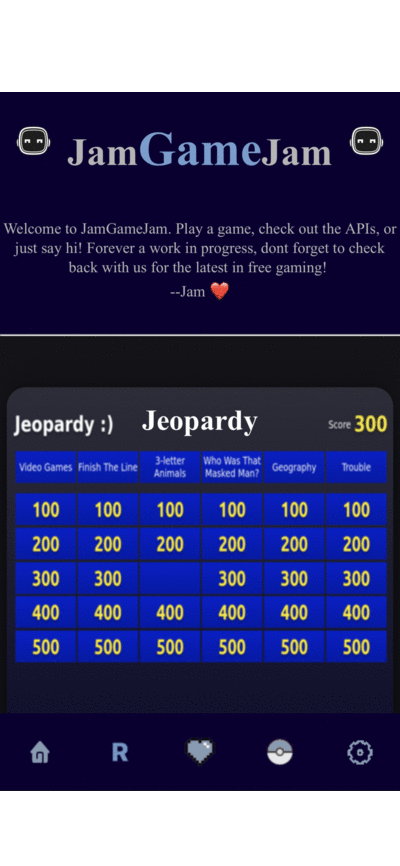 JamGameJam
Welcome to JamGameJam. Play a game, check out the APIs, or
just say hi! Forever a work in progress, dont forget to check
back with us for the latest in free gaming!
--Jam ❤️
Jeopardy :) Jeopardy Score 300
Video Games Finish The Line 3-letter Animals Who Was That Masked Man? Geography Trouble
100 100 100 100 100 100
200 200 200 200 200 200
300 300 300 300 300
400 400 400 400 400 400
500 500 500 500 500 500
R